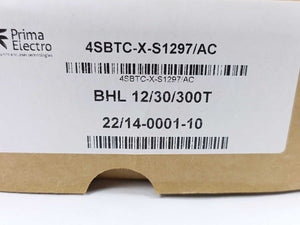 Prima
Electro
4SBTC-X-S1297/AC
4SBTC-X-S1297/AC
BHL 12/30/300T
22/14-0001-10